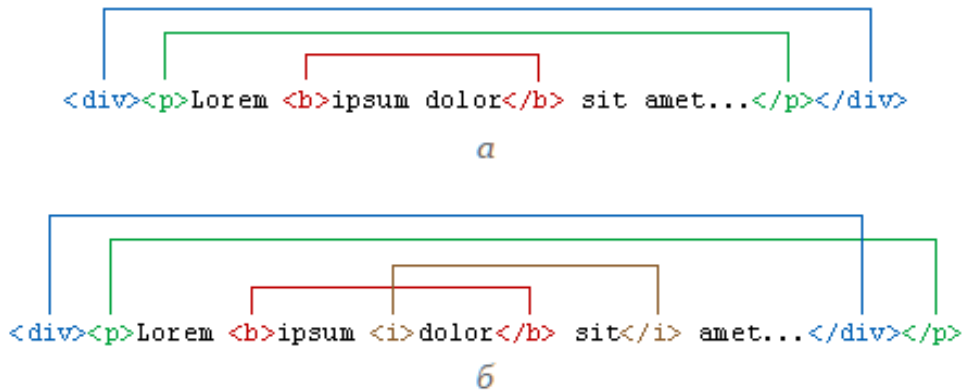 <div><p>Lorem <b>ipsum dolor</b> sit amet...</p></div>
а
<div><p>Lorem <b>ipsum <i>dolor</b> sit</i> amet...</div></p>
б